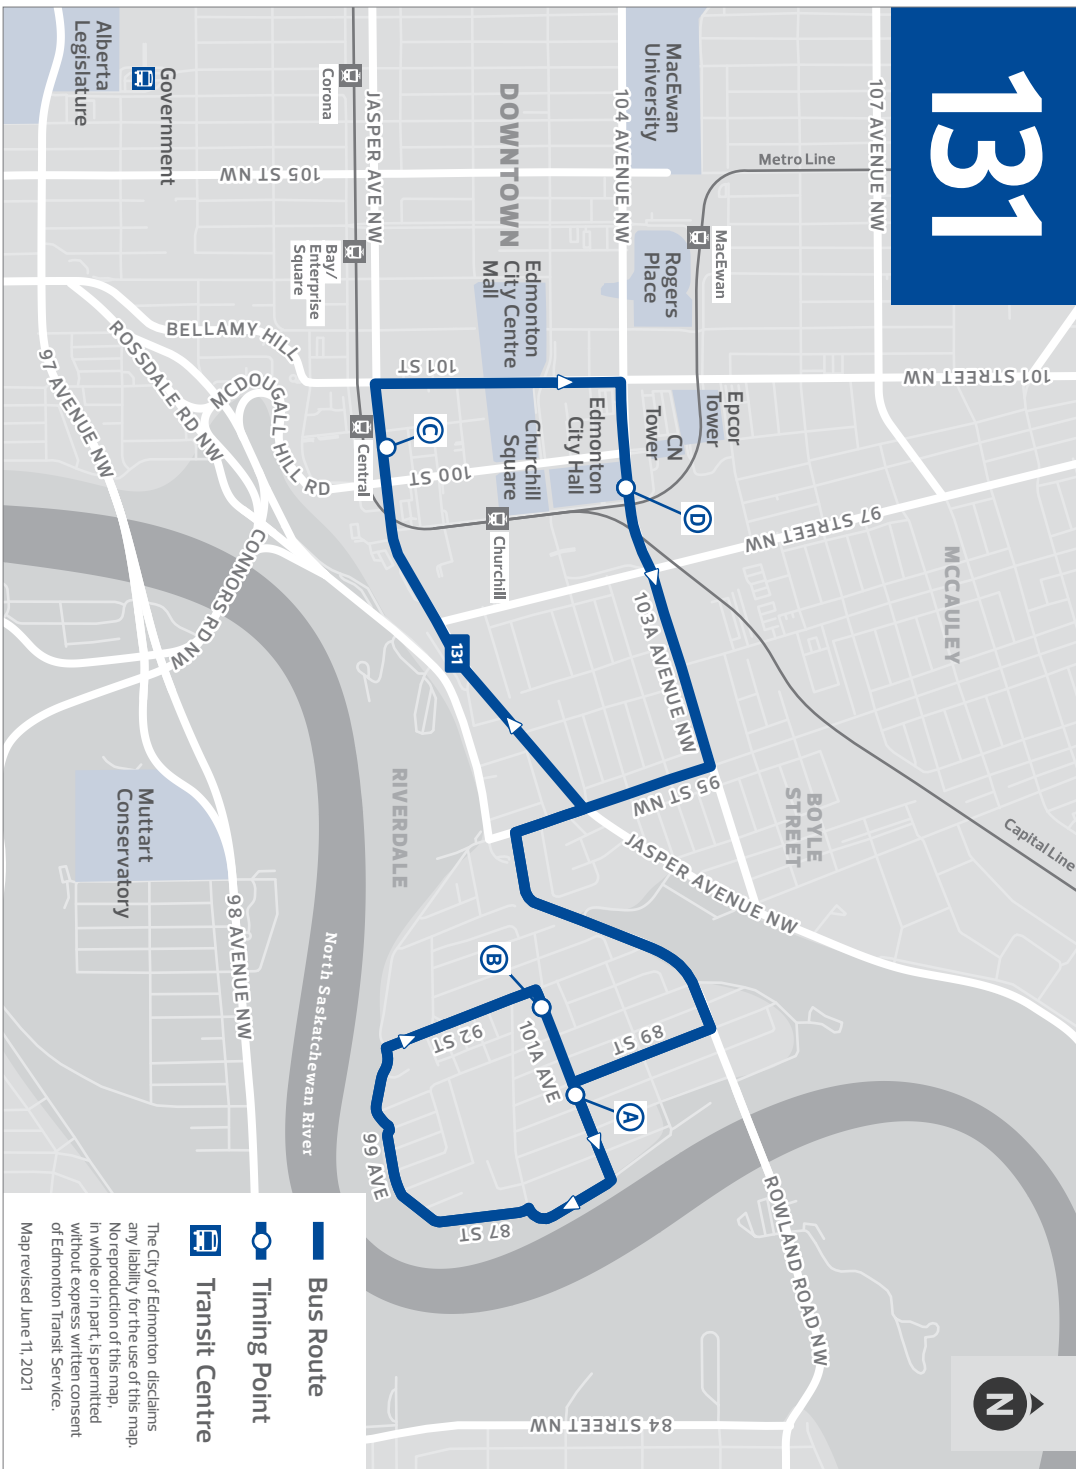 131
107 AVENUE NW
Metro Line
MacEwan
University
104 AVENUE NW
MacEwan
Rogers
Place
DOWNTOWN
105 ST NW
JASPER AVE NW
Corona
Government
Alberta
Legislature
Bay/
Enterprise
Square
Edmonton
City Centre
Mall
101 ST
101 STREET NW
Epcor
Tower
CN
Tower
Edmonton
City Hall
Churchill
Square
BELLAMY HILL
ROSSDALE RD NW
MCDOUGALL HILL RD
97 AVENUE NW
Central
C
100 ST
D
Churchill
97 STREET NW
MCCAULEY
CONNORS RD NW
103A AVENUE NW
131
95 ST NW
BOYLE
STREET
Capital Line
JASPER AVENUE NW
RIVERDALE
Muttart
Conservatory
98 AVENUE NW
North Saskatchewan River
B
92 ST
101A AVE
89 ST
A
99 AVE
87 ST
ROWLAND ROAD NW
84 STREET NW
N
Bus Route
Timing Point
Transit Centre
The City of Edmonton disclaims
any liability for the use of this map.
No reproduction of this map,
in whole or in part, is permitted
without express written consent
of Edmonton Transit Service.
Map revised June 11, 2021